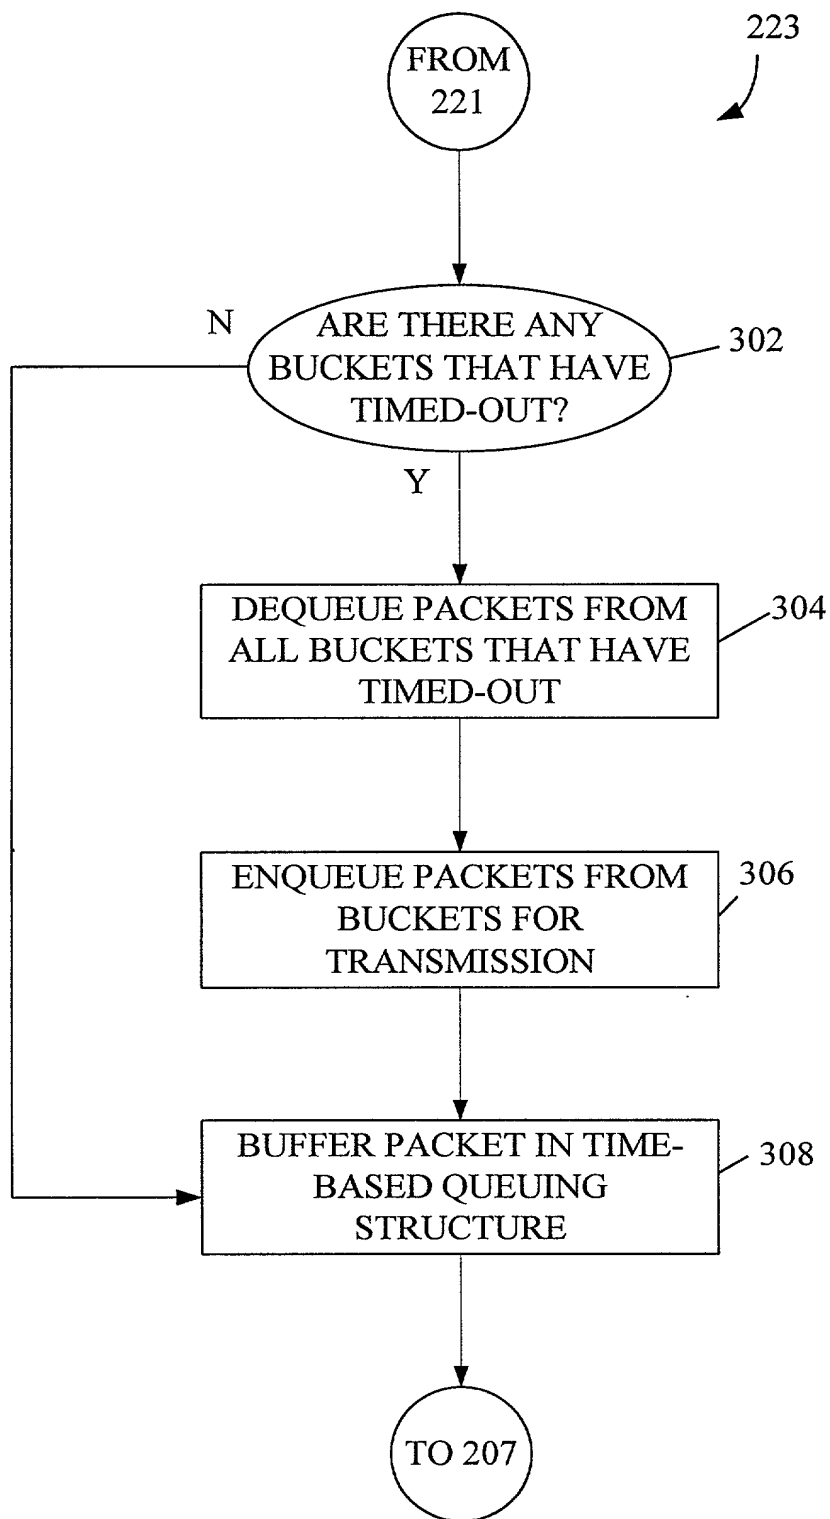 223
FROM
221
N
ARE THERE ANY
BUCKETS THAT HAVE
TIMED-OUT?
302
Y
DEQUEUE PACKETS FROM
ALL BUCKETS THAT HAVE
TIMED-OUT
304
ENQUEUE PACKETS FROM
BUCKETS FOR
TRANSMISSION
306
BUFFER PACKET IN TIME-
BASED QUEUING
STRUCTURE
308
TO 207